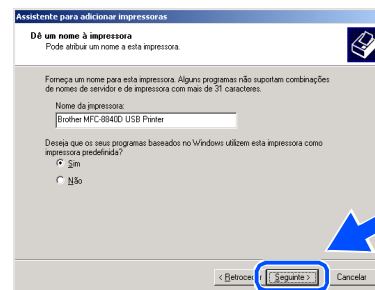 Assistente para adicionar impressoras
Dê um nome à impressora
Pode atribuir um nome a esta impressora.
Forneça um nome para esta impressora. Alguns programas não suportam combinações
de nomes de servidor e de impressora com mais de 31 caracteres.
Nome da impressora:
Brother MFC-8840D USB Printer
Deseja que os seus programas baseados no Windows utilizem esta impressora como
impressora predefinida?
Sim
Não
< Retroceder Seguinte > Cancelar